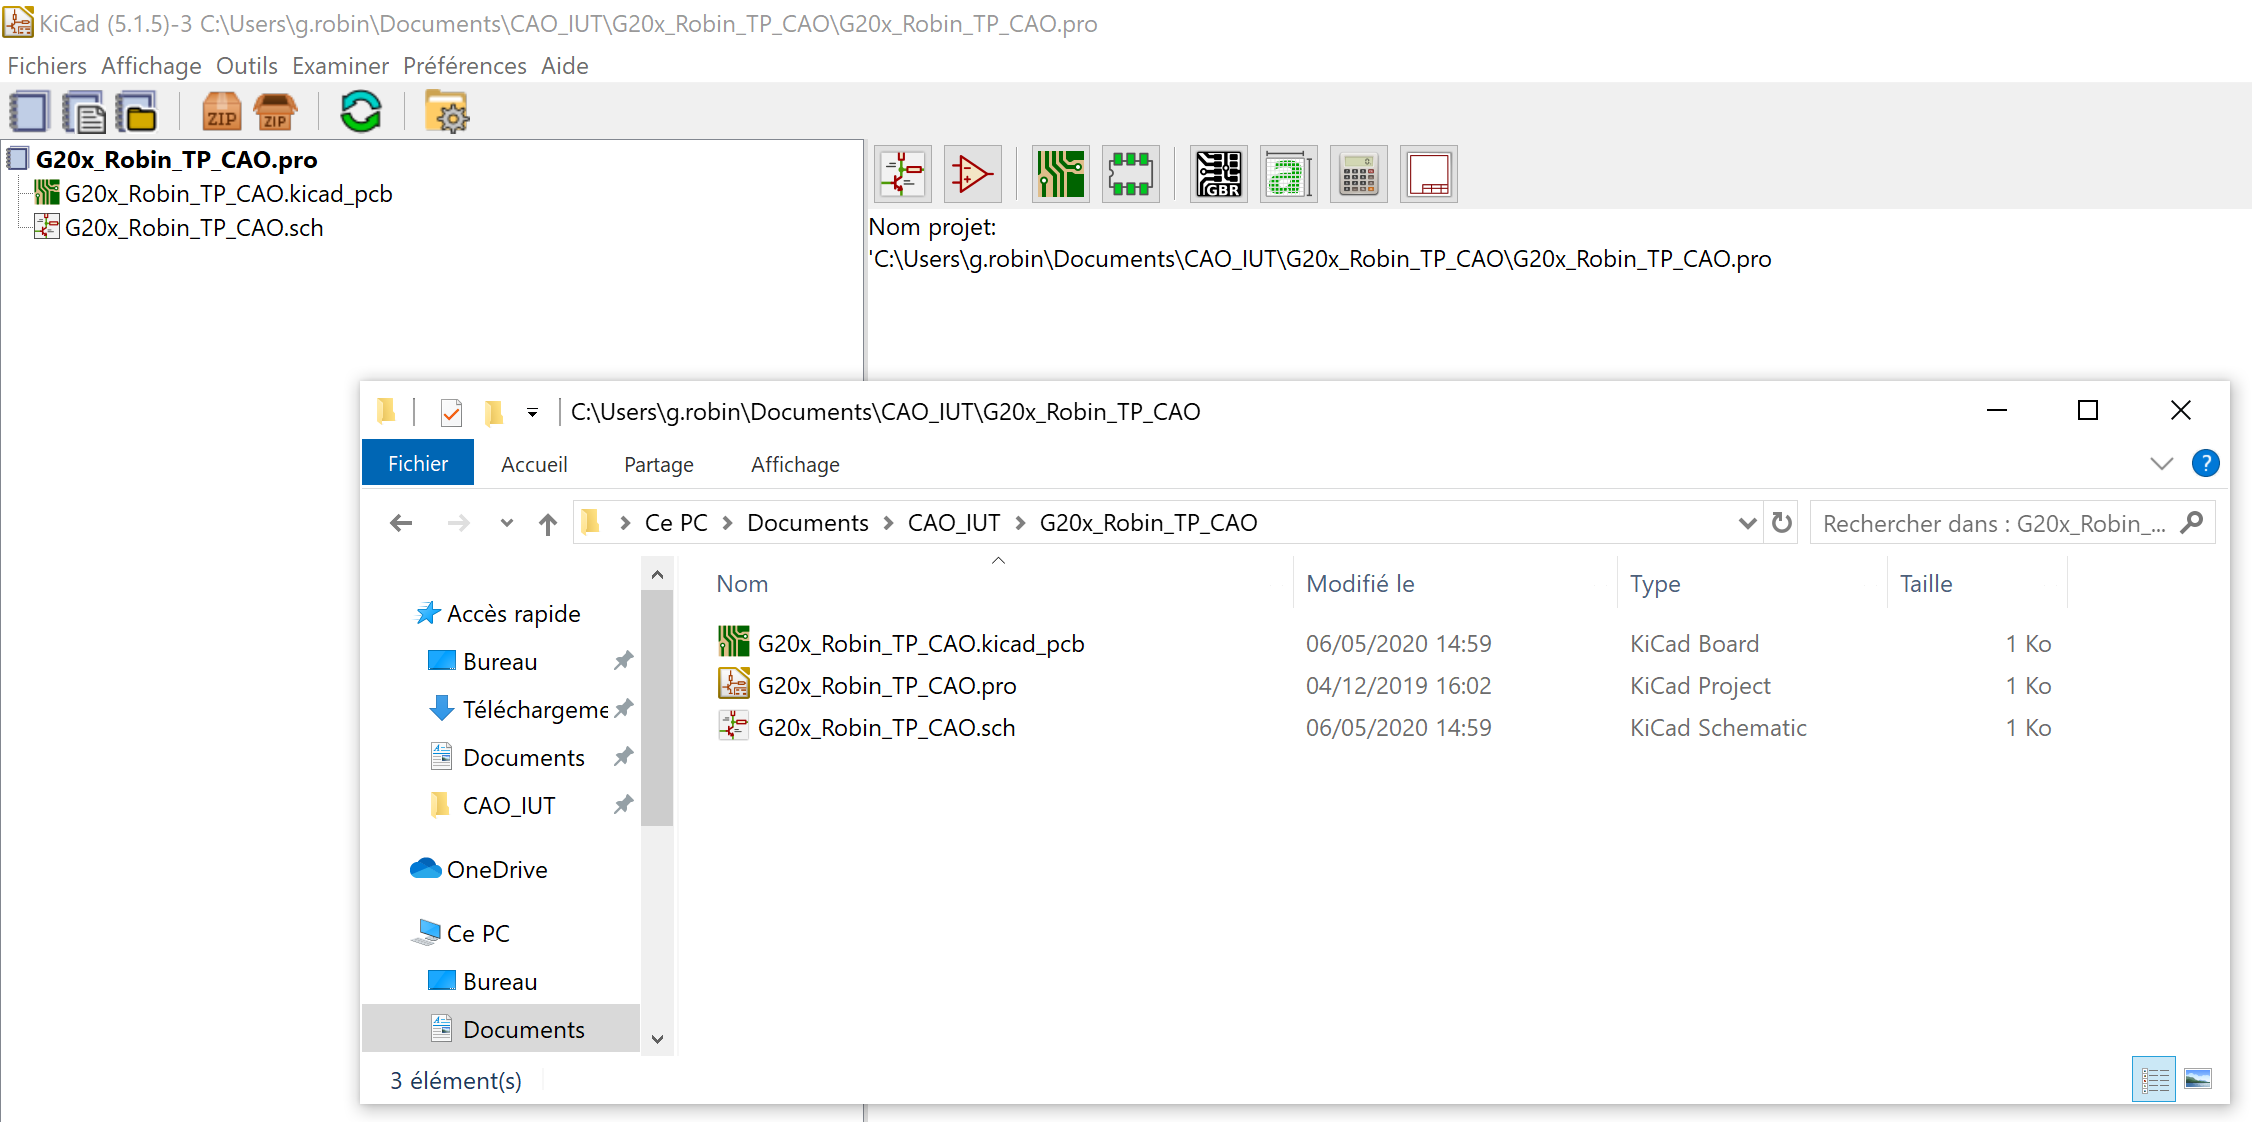 KiCad (5.1.5)-3 C:\Users\g.robin\Documents\CAO_IUT\G20x_Robin_TP_CAO\G20x_Robin_TP_CAO.pro
Fichiers Affichage Outils Examiner Préférences Aide
ZIP ZIP
G20x_Robin_TP_CAO.pro
G20x_Robin_TP_CAO.kicad_pcb
G20x_Robin_TP_CAO.sch
GBR a 0.
Nom projet:
'C:\Users\g.robin\Documents\CAO_IUT\G20x_Robin_TP_CAO\G20x_Robin_TP_CAO.pro
C:\Users\g.robin\Documents\CAO_IUT\G20x_Robin_TP_CAO
Fichier Accueil Partage Affichage ?
Ce PC Documents CAO_IUT G20x_Robin_TP_CAO Rechercher dans : G20x_Robin_...
Accès rapide
Bureau
Téléchargeme
Documents
CAO_IUT
OneDrive
Ce PC
Bureau
Documents
Nom Modifié le Type Taille
G20x_Robin_TP_CAO.kicad_pcb 06/05/2020 14:59 KiCad Board 1 Ko
G20x_Robin_TP_CAO.pro 04/12/2019 16:02 KiCad Project 1 Ko
G20x_Robin_TP_CAO.sch 06/05/2020 14:59 KiCad Schematic 1 Ko
3 élément(s)